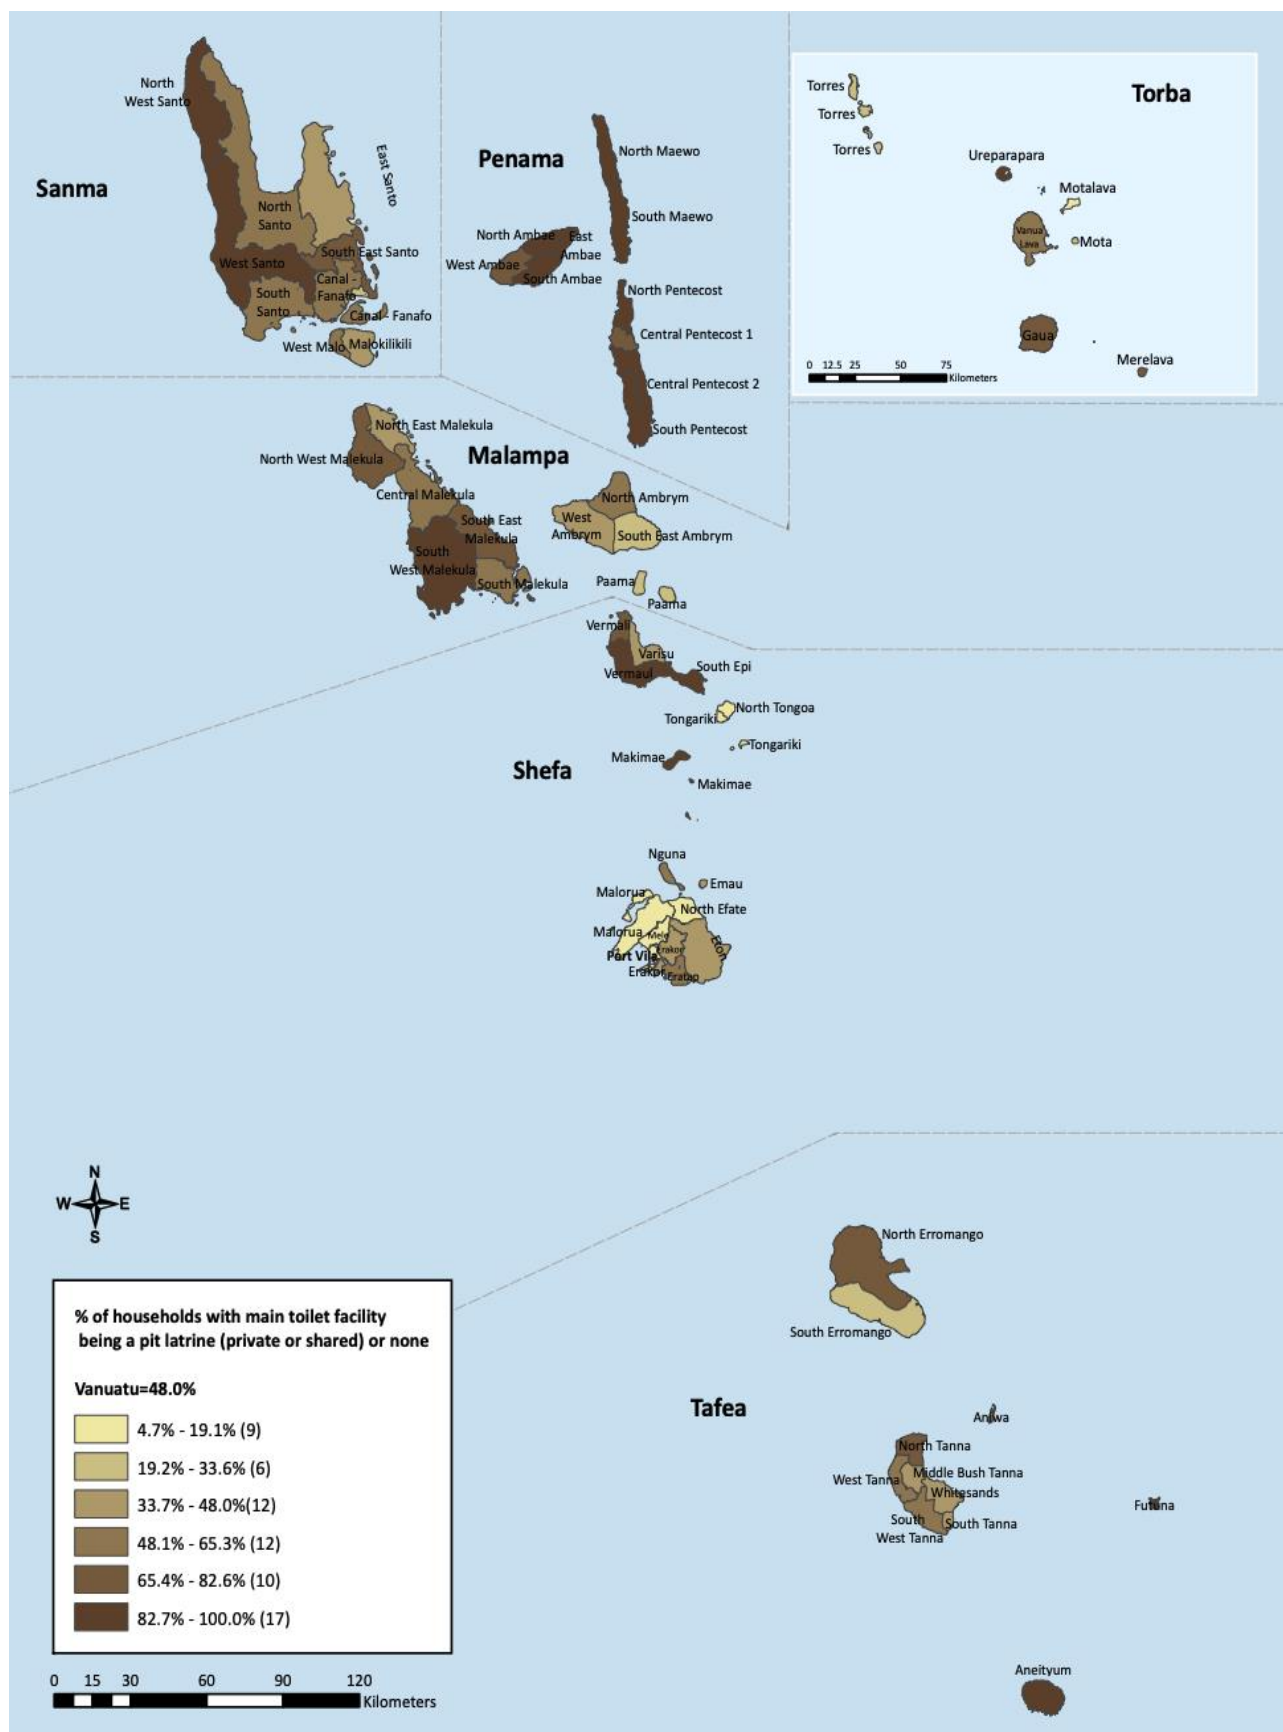 North
West Santo
Sanma
East Santo
North
Santo
South East Santo
West Santo
Canal -
Fanafo
South
Santo
Canal - Fanafo
West Malo
Malokilikili
Penama
North Maewo
South Maewo
North Ambae
East
Ambae
West Ambae
South Ambae
North Pentecost
Central Pentecost 1
Central Pentecost 2
South Pentecost
Torba
Torres
Torres
Torres
Ureparapara
Motalava
Vanua
Lava
Mota
Gaua
Merelava
0 12.5 25 50 75
Kilometers
North East Malekula
North West Malekula
Malampa
Central Malekula
South East
Malekula
South
West Malekula
South Malekula
North Ambrym
West
Ambrym
South East Ambrym
Paama
Paama
Vermali
Varisu
Vermaul
South Epi
North Tongoa
Tongariki
Tongariki
Makimae
Shefa
Makimae
Nguna
Emau
Malorua
North Efate
Malorua
Mele
Eton
Erakor
Port Vila
Erakor
Eratap
N
W E
S
North Erromango
South Erromango
Tafea
Aniwa
North Tanna
Middle Bush Tanna
West Tanna
Whitesands
Futuna
South
West Tanna
South Tanna
Aneityum
% of households with main toilet facility
being a pit latrine (private or shared) or none
Vanuatu=48.0%
4.7% - 19.1% (9)
19.2% - 33.6% (6)
33.7% - 48.0%(12)
48.1% - 65.3% (12)
65.4% - 82.6% (10)
82.7% - 100.0% (17)
0 15 30 60 90 120
Kilometers